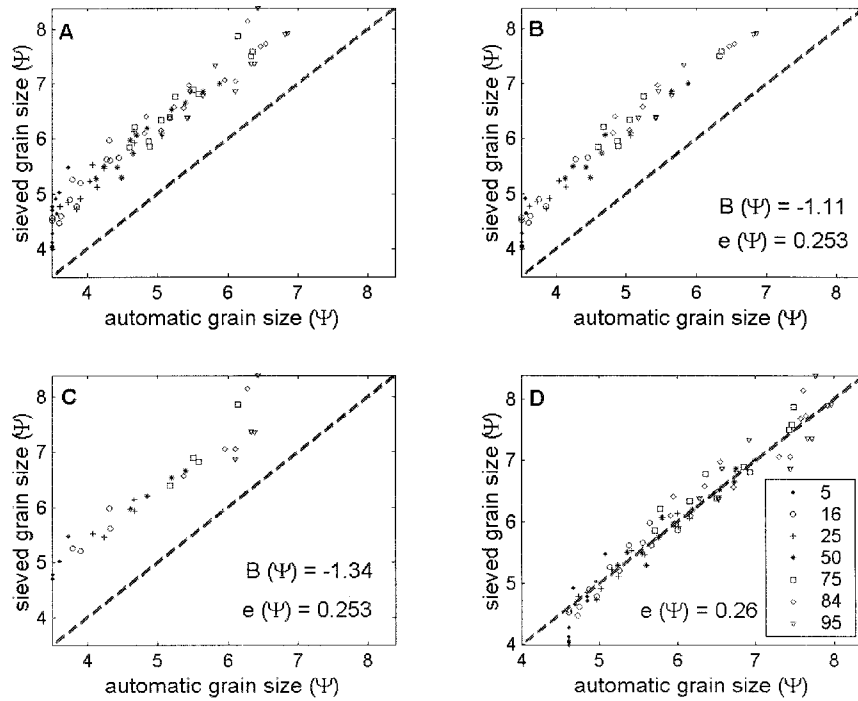 A
sieved grain size (Ψ)
8
7
6
5
4
4 5 6 7 8
automatic grain size (Ψ)
B
sieved grain size (Ψ)
8
7
6
5
4
B (Ψ) = -1.11
e (Ψ) = 0.253
4 5 6 7 8
automatic grain size (Ψ)
C
sieved grain size (Ψ)
8
7
6
5
4
B (Ψ) = -1.34
e (Ψ) = 0.253
4 5 6 7 8
automatic grain size (Ψ)
D
sieved grain size (Ψ)
8
7
6
5
4
e (Ψ) = 0.26
5
16
25
50
75
84
95
4 5 6 7 8
automatic grain size (Ψ)